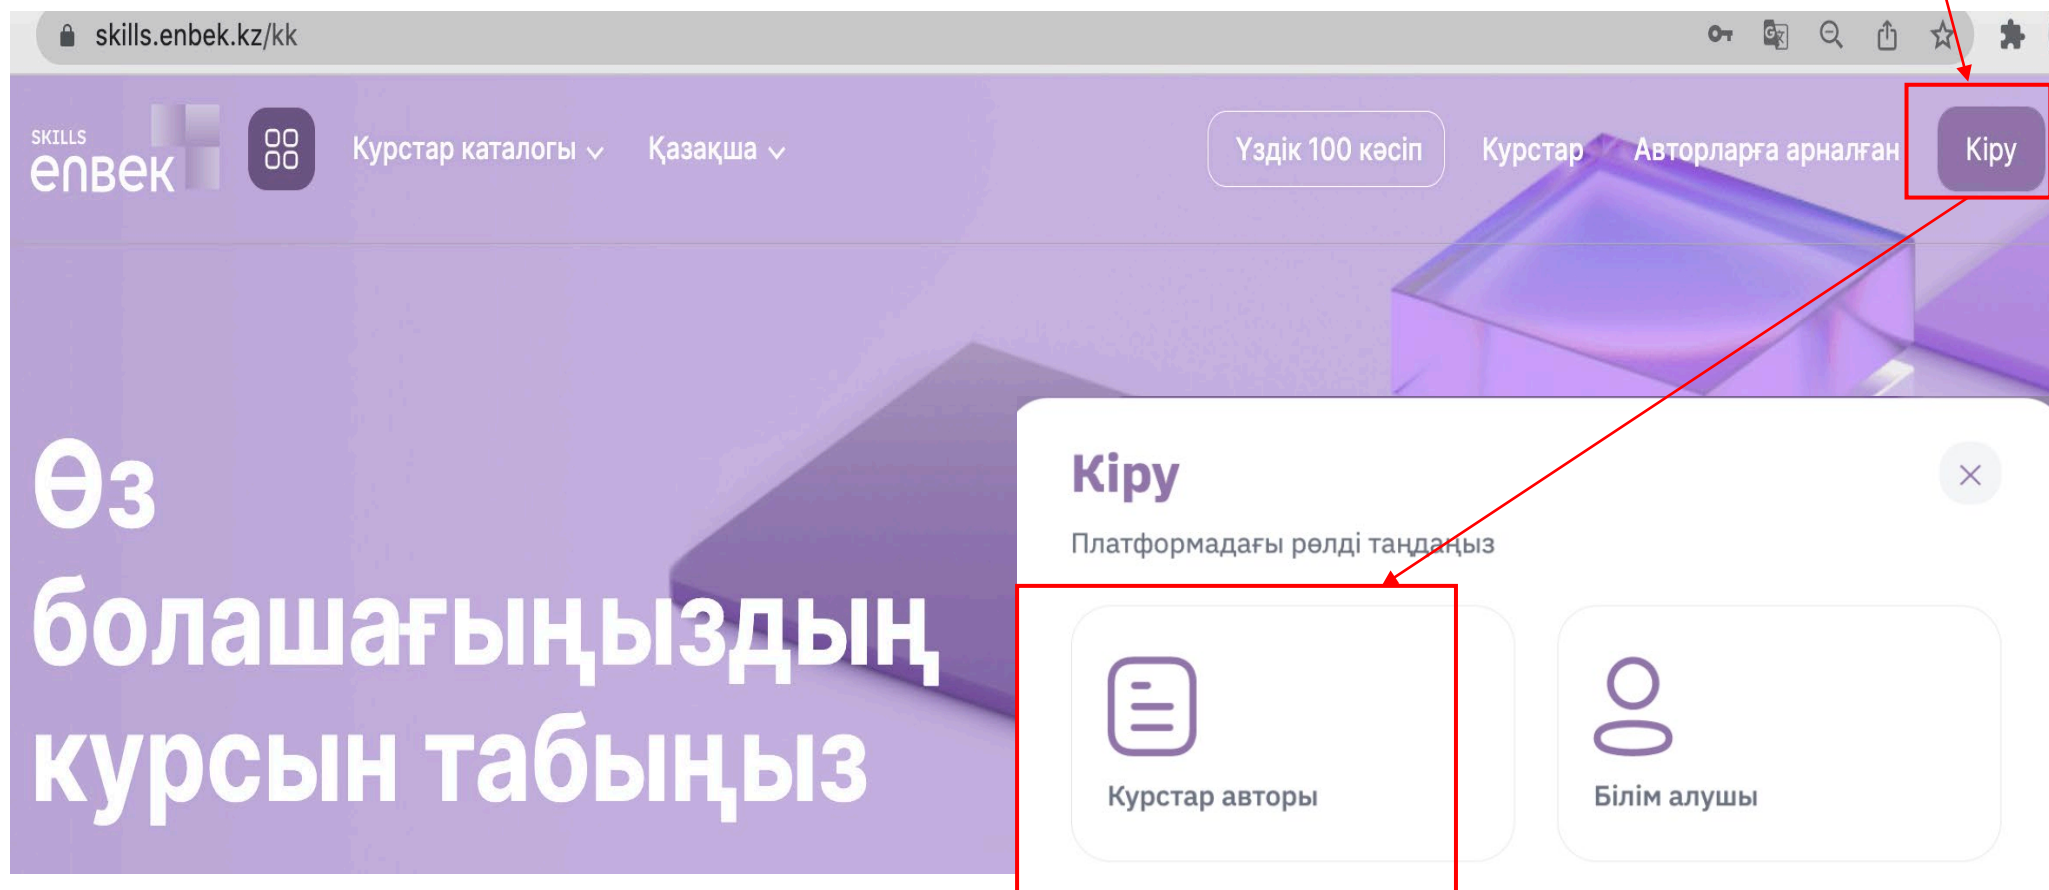 skills.enbek.kz/kk
SKILLS
enвек
Курстар каталогы
Қазақша
Үздік 100 кәсіп
Курстар
Авторларға арналған
Кіру
Өз
болашағыңыздың
курсын табыңыз
Кіру
Платформадағы рөлді таңдаңыз
Курстар авторы
Білім алушы